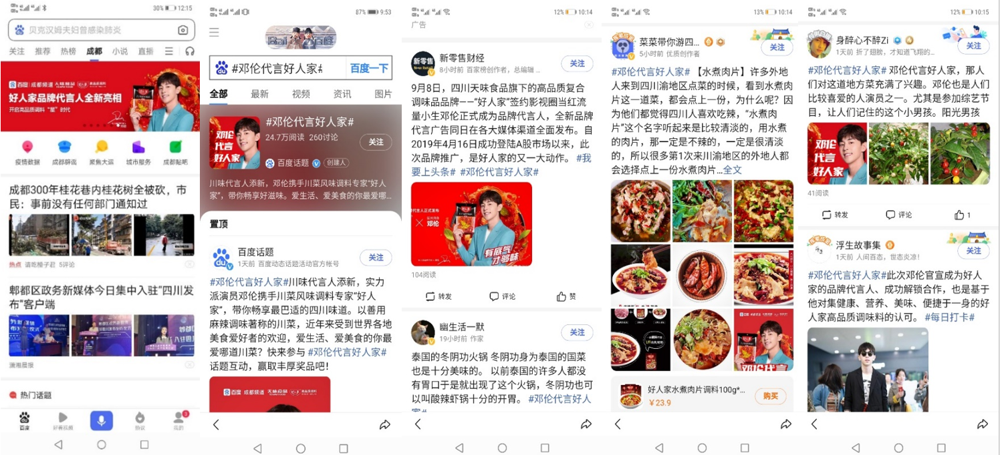 30% 12:15
贝克汉姆夫妇曾感染肺炎
关注 推荐 热榜 成都 小说 直播
百度 成都频道 天味食品
好人家品牌代言人全新亮相
开启高品质调料“星”时代
疫情数据 成都辟谣 聚焦大运 城市服务 成都贴吧
成都300年桂花巷内桂花树全被砍，市
民：事前没有任何部门通知过
热点 请吃榛子君 5评论
郫都区政务新媒体今日集中入驻“四川发
布”客户端
潇湘晨报
热门话题
百度 好看视频 我的
3
87% 9:53
#邓伦代言好人家#
百度一下
全部 最新 视频 资讯 图片
邓伦
代言
好人家
#邓伦代言好人家#
24.7万阅读 260讨论
关注
百度话题 创建人
川味代言人添新，邓伦携手川菜风味调料专家“好人
家”，带你畅享好滋味。爱生活、爱美食的你最爱哪...
置顶
百度话题
1天前 百度动态话题活动官方帐号
关注
#邓伦代言好人家#川味代言人添新，实力
派演员邓伦携手川菜风味调料专家“好人
家”，带你畅享最巴适的四川味道。以善用
麻辣调味著称的川菜，近年来受到世界各地
美食爱好者的欢迎，爱生活、爱美食的你最
爱哪道川菜？快来参与 #邓伦代言好人家#
话题互动，赢取丰厚奖品吧！
百度 成都频道 天味食品
12% 10:14
广告
新零售
新零售财经
8小时前 百家榜创作者，总编辑 ...
关注
9月8日，四川天味食品旗下的高品质复合
调味品品牌——“好人家”签约影视圈当红流
量小生邓伦正式成为品牌代言人，全新品牌
代言广告同日在各大媒体渠道全面发布。自
2019年4月16日成功登陆A股市场以来，此
次品牌推广，是好人家的又一大动作。 #我
要上头条# #邓伦代言好人家#
邓伦
有底气
才够味
104阅读
转发 评论 赞
幽生活一默
19小时前 作家
关注
泰国的冬阴功火锅 冬阴功身为泰国的国菜
也是十分美味的。 以前泰国的许多人都没
有胃口于是就出现了这个火锅，冬阴功也可
以叫酸辣虾锅十分的开胃。 #邓伦代言好人
家#
13% 10:14
菜菜带你游四...
5小时前 优质创作者
关注
#邓伦代言好人家# 【水煮肉片】许多外地
人来到四川渝地区点菜的时候，看到水煮肉
片这一道菜，都会点上一份，为什么呢？因
为他们都觉得四川人喜欢吃辣，“水煮肉
片”这个名字听起来是比较清淡的，用水煮
的肉片，那一定是不辣的，一定是很清淡
的，所以很多第1次来川渝地区的外地人都
会选择点上一份水煮肉片...全文
邓伦代言
好人家水煮肉片调料100g*...
￥23.9
购买
12% 10:15
身醉心不醉Zi
1天前 折了翅膀，才知道飞翔的...
关注
#邓伦代言好人家# 邓伦代言好人家，那人
们对这道地方菜充满了兴趣。邓伦也是人们
比较喜爱的人演员之一。尤其是参加综艺节
目，让人们记住的这个小男孩。阳光男孩
邓伦
代言
好人家
41阅读
转发 评论 1
浮生故事集
1天前 人间百态，世态炎凉！
关注
#邓伦代言好人家#此次邓伦官宣成为好人
家的品牌代言人、成功解锁合作，也是基于
他对集健康、营养、美味、便捷于一身的好
人家高品质调味料的认可。 #每日打卡#